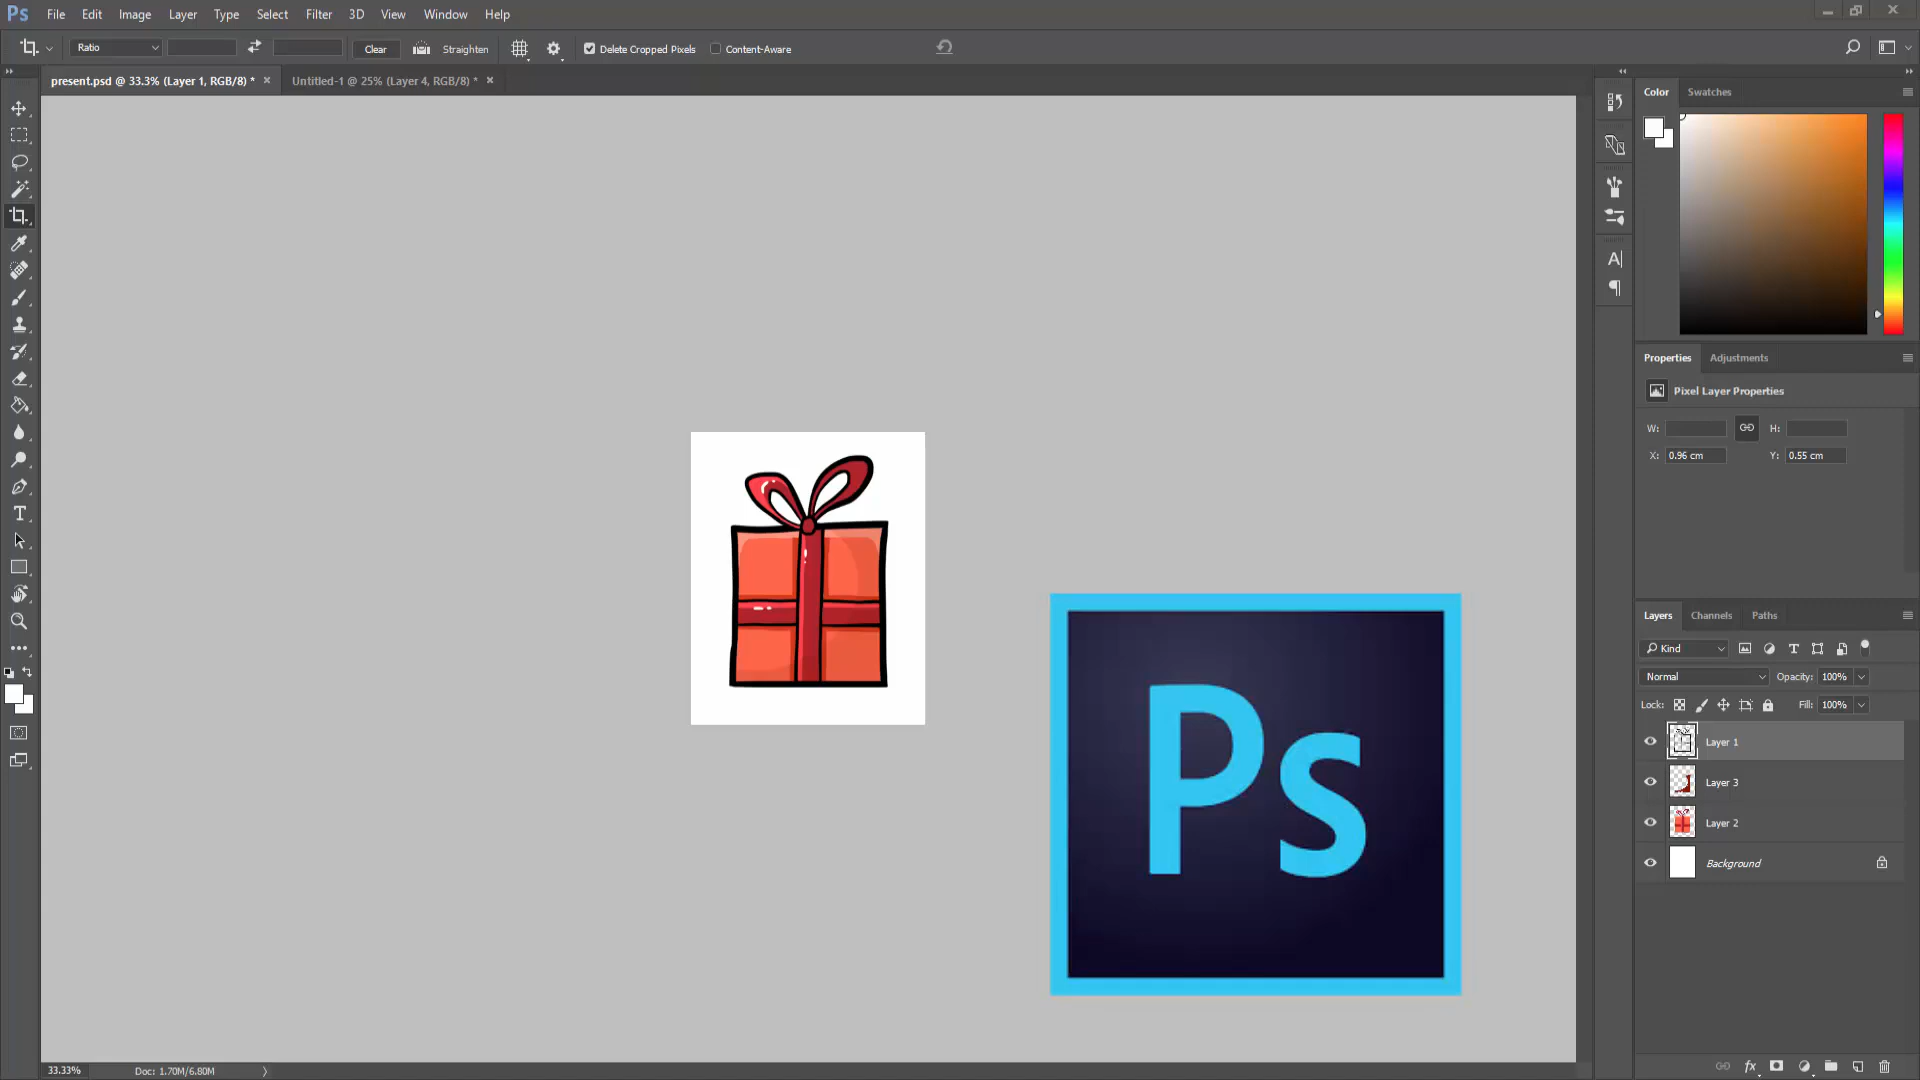 Ps File Edit Image Layer Type Select Filter 3D View Window Help
Ratio Clear Straighten Delete Cropped Pixels Content-Aware
present.psd @ 33.3% (Layer 1, RGB/8) * Untitled-1 @ 25% (Layer 4, RGB/8) *
Color Swatches
Properties Adjustments
Pixel Layer Properties
W: H:
X: 0.96 cm Y: 0.55 cm
Ps
Layers Channels Paths
Kind
Normal Opacity: 100%
Lock: Fill: 100%
Layer 1
Layer 3
Layer 2
Background
33.33% Doc: 1.70M/6.80M